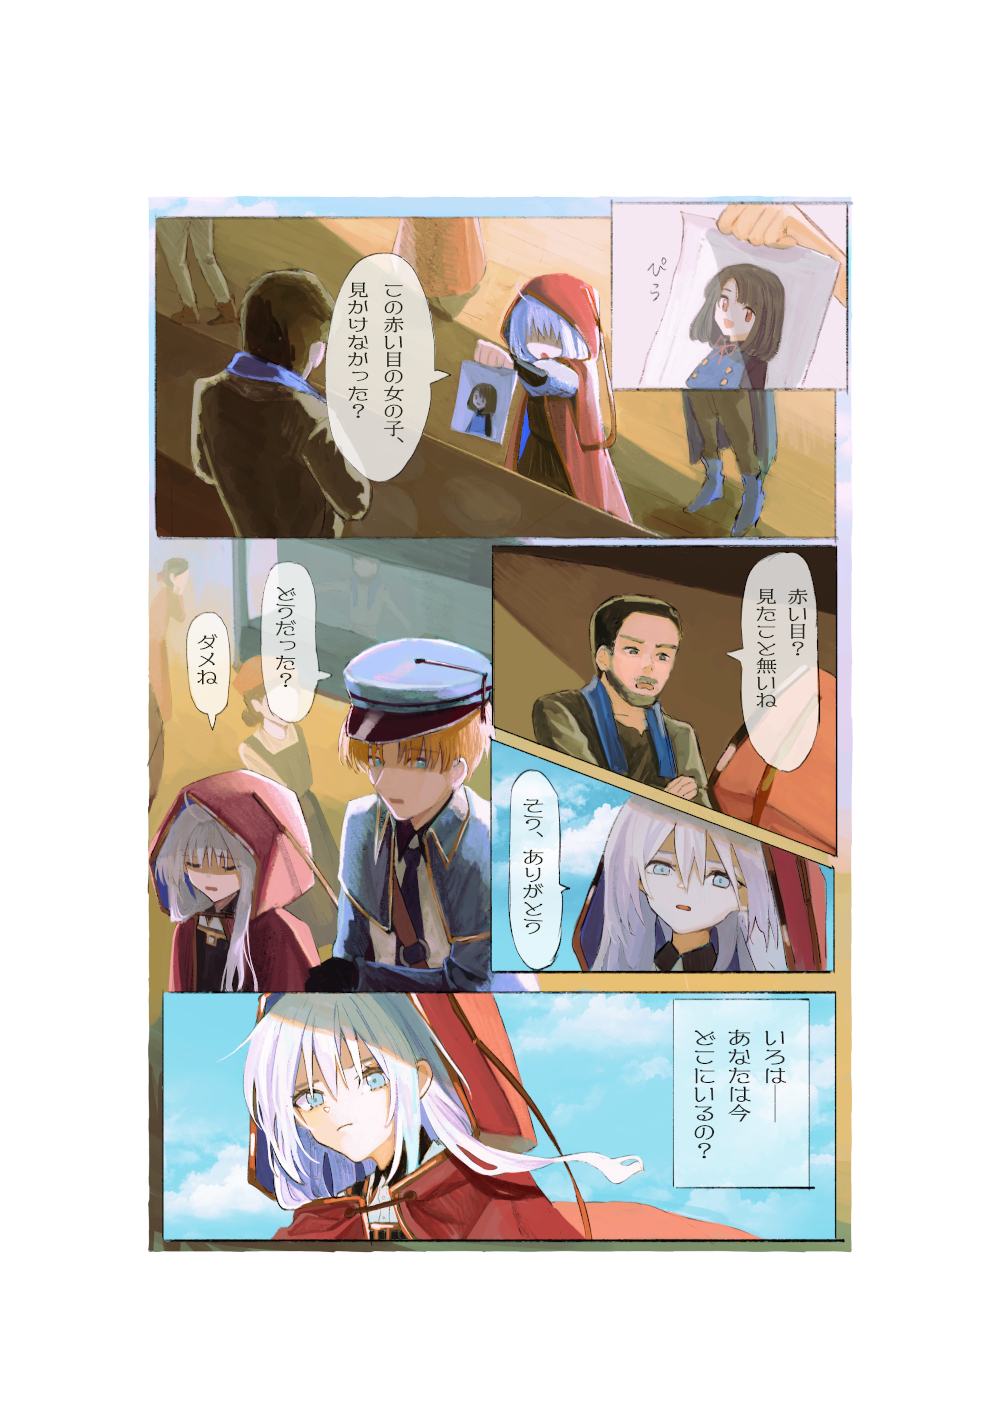 ぴら
この赤い目の女の子、
見かけなかった？
赤い目？
見たこと無いね
そう、ありがとう
どうだった？
ダメね
いろは――
あなたは今
どこにいるの？